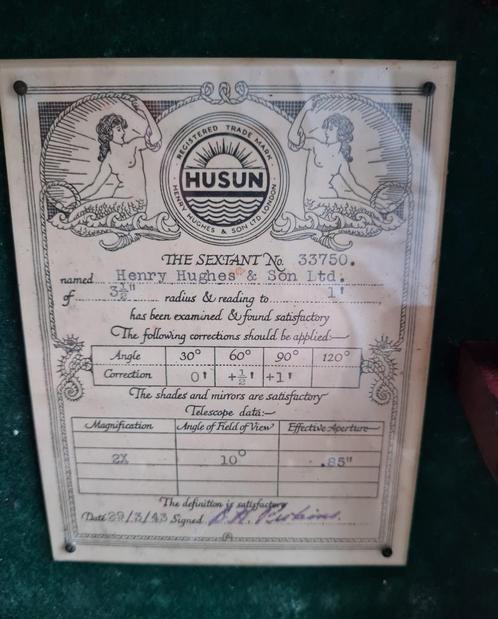 REGISTERED TRADE MARK
HUSUN
HENRY HUGHES & SON LTD LONDON
THE SEXTANT No. 33750.
named Henry Hughes & Son Ltd.
of 3½" radius & reading to 1'
has been examined & found satisfactory
The following corrections should be applied:—
Angle 30° 60° 90° 120°
Correction 0' +½' +1'
The shades and mirrors are satisfactory
Telescope data:—
Magnification Angle of Field of View Effective Aperture
2X 10° .85"
The definition is satisfactory
Date 29/3/43 Signed